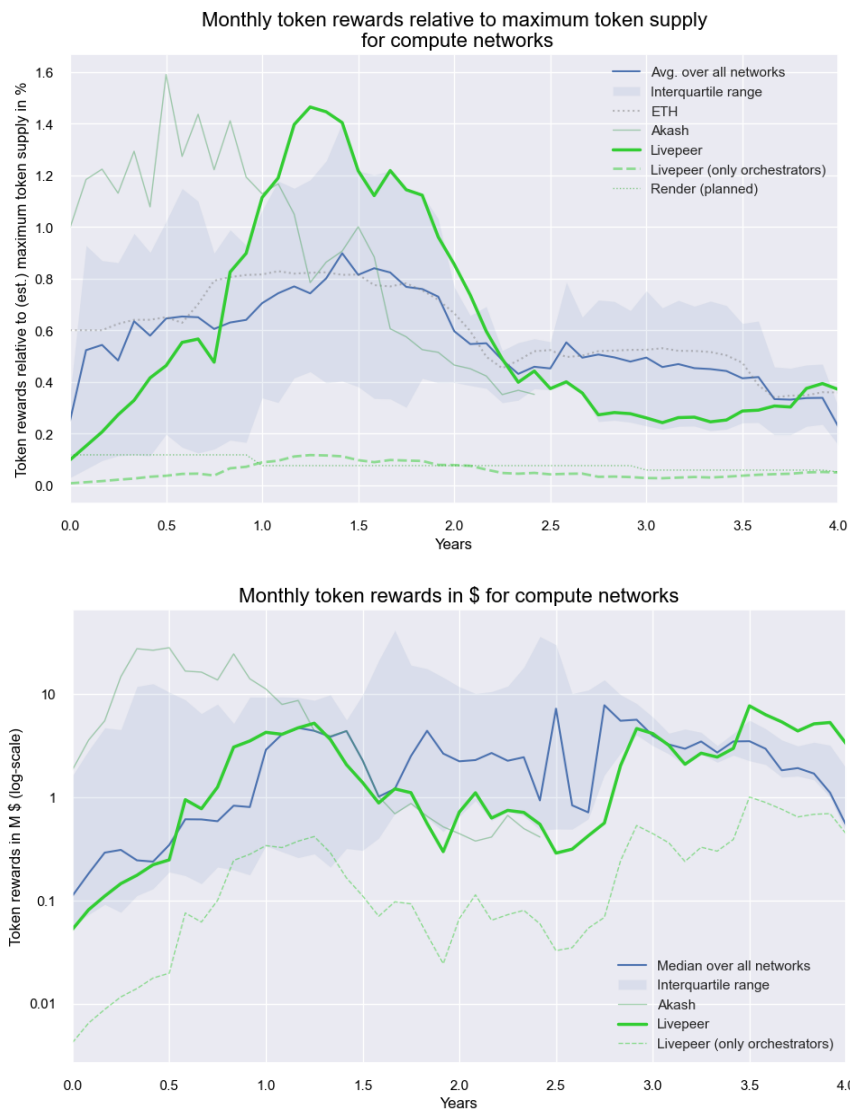 Monthly token rewards relative to maximum token supply
for compute networks
Token rewards relative to (est.) maximum token supply in %
1.6
1.4
1.2
1.0
0.8
0.6
0.4
0.2
0.0
Avg. over all networks
Interquartile range
ETH
Akash
Livepeer
Livepeer (only orchestrators)
Render (planned)
0.0 0.5 1.0 1.5 2.0 2.5 3.0 3.5 4.0
Years
Monthly token rewards in $ for compute networks
Token rewards in M $ (log-scale)
10
1
0.1
0.01
Median over all networks
Interquartile range
Akash
Livepeer
Livepeer (only orchestrators)
0.0 0.5 1.0 1.5 2.0 2.5 3.0 3.5 4.0
Years